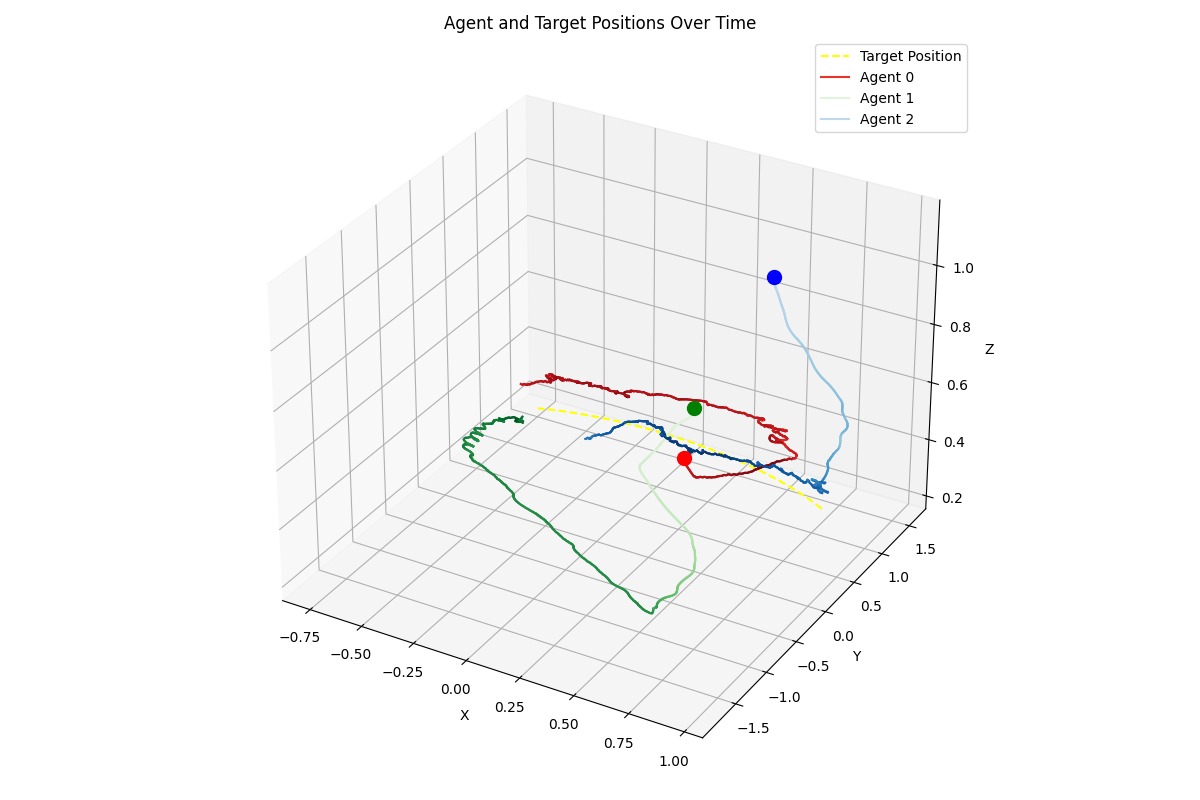 Agent and Target Positions Over Time
Target Position
Agent 0
Agent 1
Agent 2
1.0
0.8
0.6
0.4
0.2
Z
1.5
1.0
0.5
0.0
−0.5
−1.0
−1.5
Y
−0.75
−0.50
−0.25
0.00
0.25
0.50
0.75
1.00
X